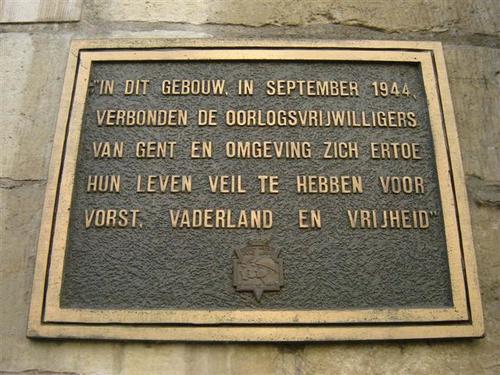 "IN DIT GEBOUW, IN SEPTEMBER 1944,
VERBONDEN DE OORLOGSVRIJWILLIGERS
VAN GENT EN OMGEVING ZICH ERTOE
HUN LEVEN VEIL TE HEBBEN VOOR
VORST, VADERLAND EN VRIJHEID"